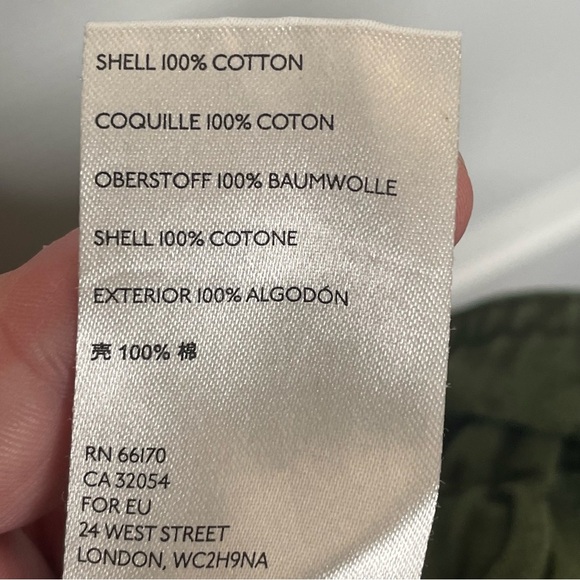 SHELL 100% COTTON
COQUILLE 100% COTON
OBERSTOFF 100% BAUMWOLLE
SHELL 100% COTONE
EXTERIOR 100% ALGODÓN
壳 100% 棉
RN 66170
CA 32054
FOR EU
24 WEST STREET
LONDON, WC2H9NA